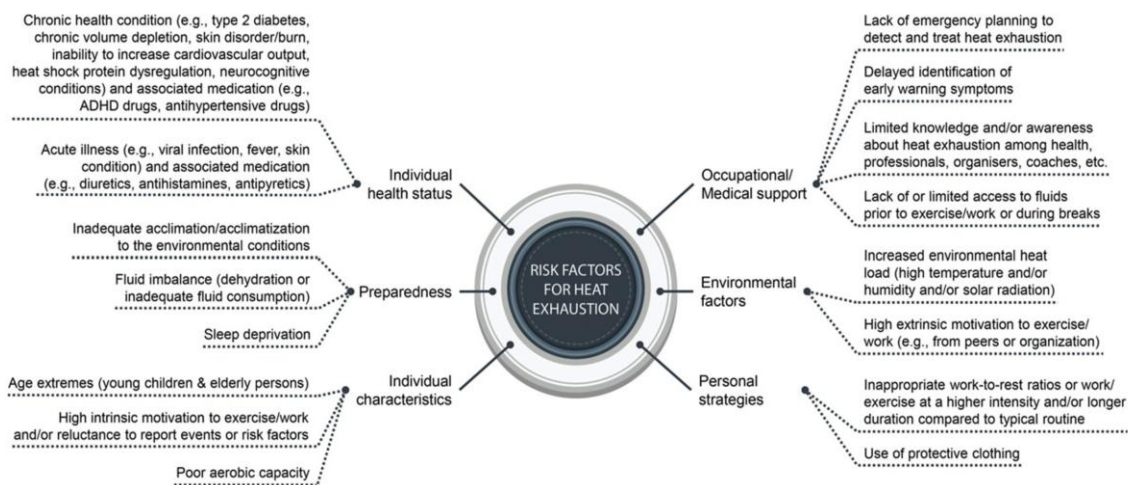 Chronic health condition (e.g., type 2 diabetes,
chronic volume depletion, skin disorder/burn,
inability to increase cardiovascular output,
heat shock protein dysregulation, neurocognitive
conditions) and associated medication (e.g.,
ADHD drugs, antihypertensive drugs)
Acute illness (e.g., viral infection, fever, skin
condition) and associated medication
(e.g., diuretics, antihistamines, antipyretics)
Individual
health status
Inadequate acclimation/acclimatization
to the environmental conditions
Fluid imbalance (dehydration or
inadequate fluid consumption)
Sleep deprivation
Preparedness
Age extremes (young children & elderly persons)
High intrinsic motivation to exercise/work
and/or reluctance to report events or risk factors
Poor aerobic capacity
Individual
characteristics
RISK FACTORS
FOR HEAT
EXHAUSTION
Occupational/
Medical support
Lack of emergency planning to
detect and treat heat exhaustion
Delayed identification of
early warning symptoms
Limited knowledge and/or awareness
about heat exhaustion among health,
professionals, organisers, coaches, etc.
Lack of or limited access to fluids
prior to exercise/work or during breaks
Environmental
factors
Increased environmental heat
load (high temperature and/or
humidity and/or solar radiation)
High extrinsic motivation to exercise/
work (e.g., from peers or organization)
Personal
strategies
Inappropriate work-to-rest ratios or work/
exercise at a higher intensity and/or longer
duration compared to typical routine
Use of protective clothing